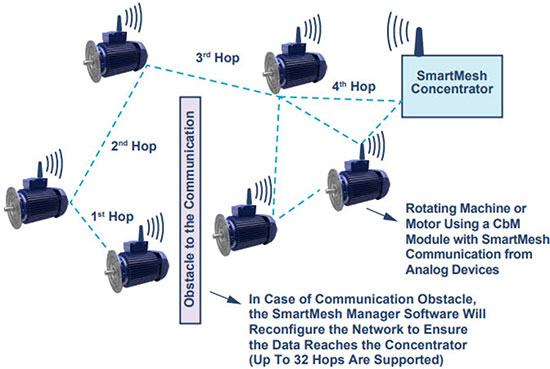 3rd Hop
4th Hop
SmartMesh
Concentrator
2nd Hop
Obstacle to the Communication
1st Hop
Rotating Machine or
Motor Using a CbM
Module with SmartMesh
Communication from
Analog Devices
In Case of Communication Obstacle,
the SmartMesh Manager Software Will
Reconfigure the Network to Ensure
the Data Reaches the Concentrator
(Up To 32 Hops Are Supported)